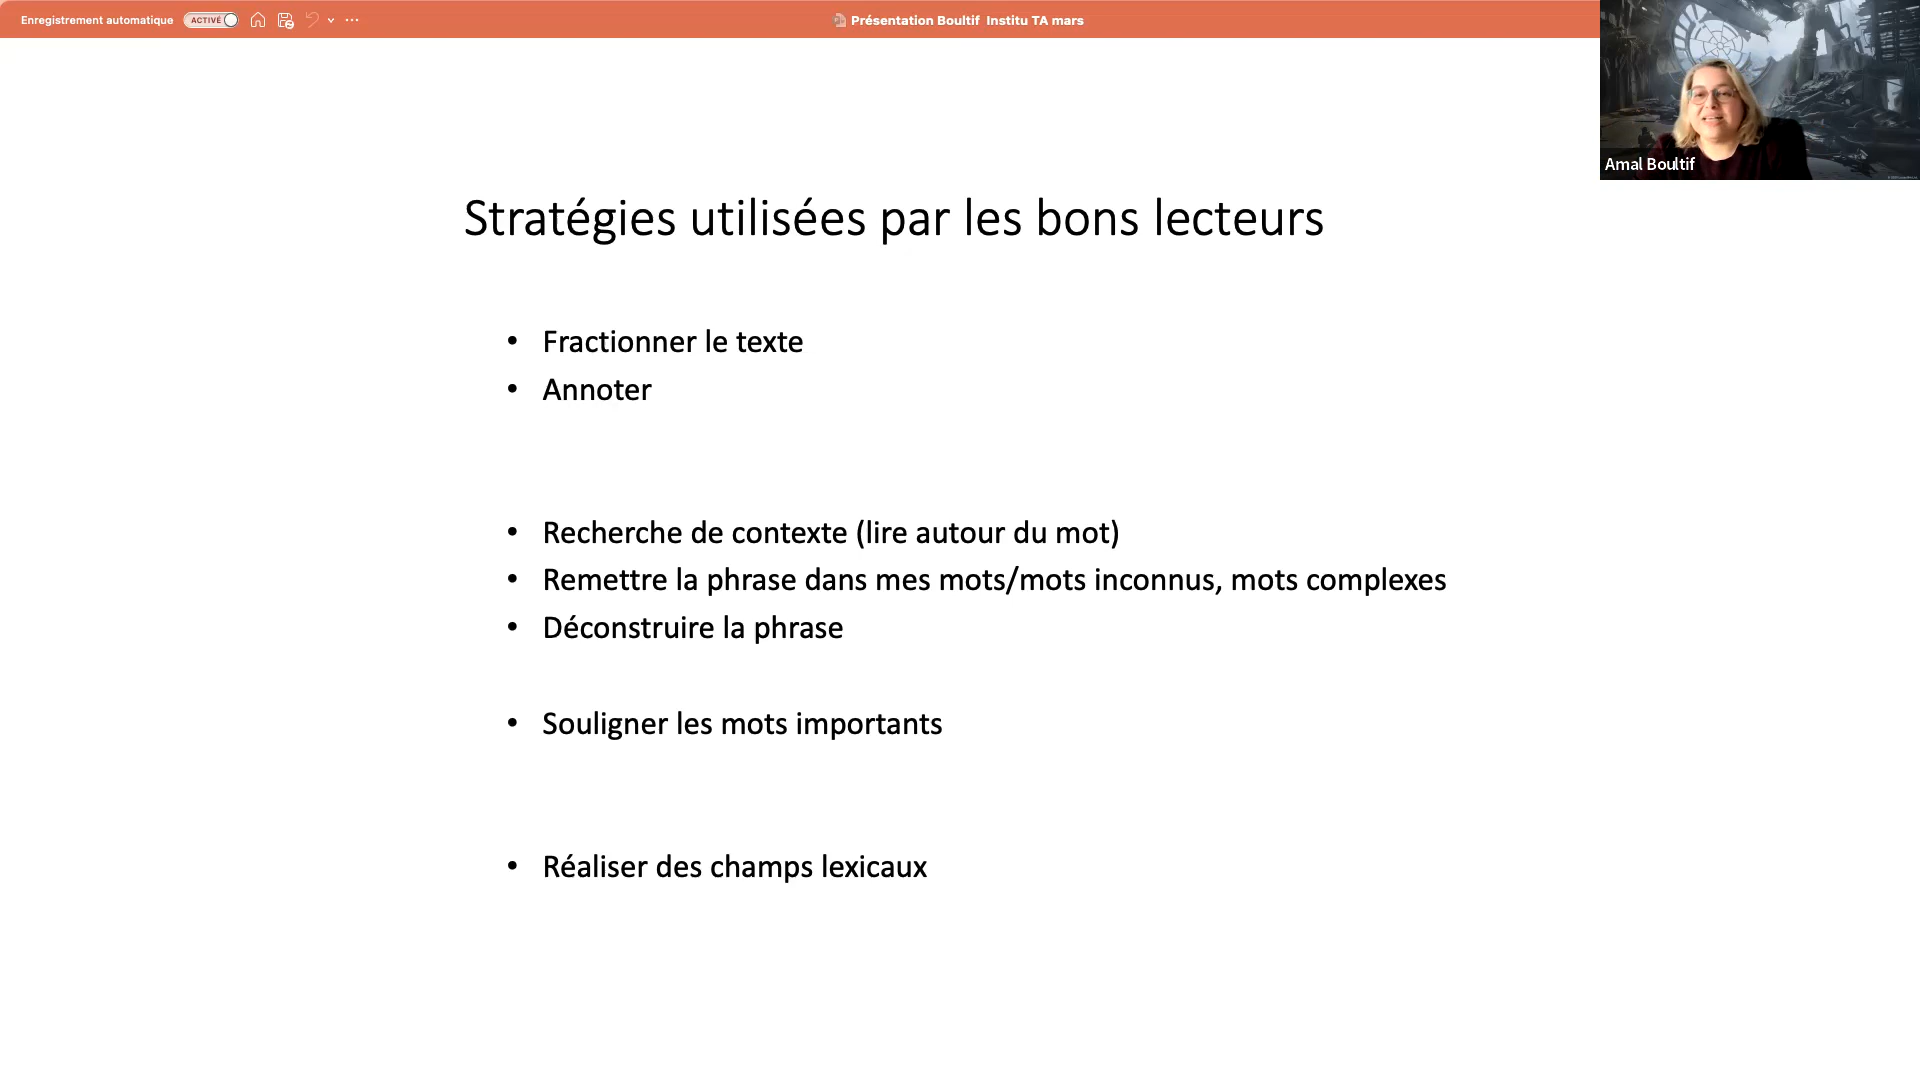 Enregistrement automatique ACTIVÉ Présentation Boultif Institu TA mars
Amal Boultif
Stratégies utilisées par les bons lecteurs
• Fractionner le texte
• Annoter
• Recherche de contexte (lire autour du mot)
• Remettre la phrase dans mes mots/mots inconnus, mots complexes
• Déconstruire la phrase
• Souligner les mots importants
• Réaliser des champs lexicaux